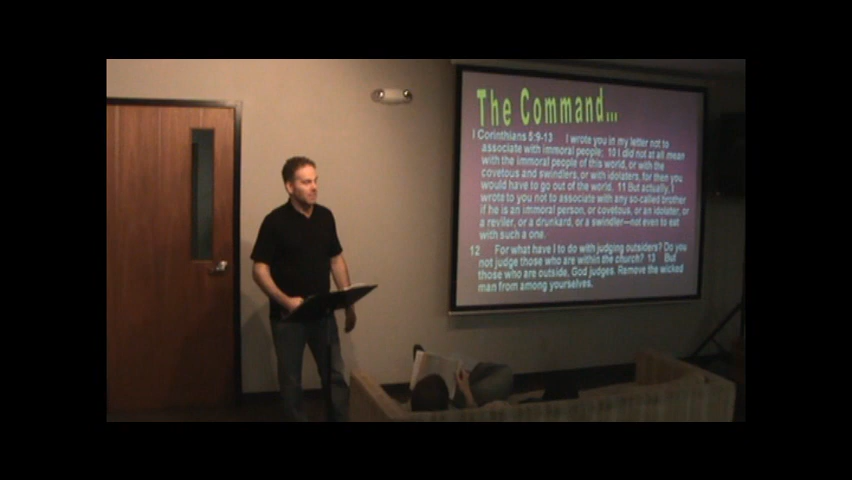 The Command...
I Corinthians 5:9-13 I wrote you in my letter not to
associate with immoral people; 10 I did not at all mean
with the immoral people of this world, or with the
covetous and swindlers, or with idolaters, for then you
would have to go out of the world. 11 But actually, I
wrote to you not to associate with any so-called brother
if he is an immoral person, or covetous, or an idolater, or
a reviler, or a drunkard, or a swindler—not even to eat
with such a one.
12 For what have I to do with judging outsiders? Do you
not judge those who are within the church? 13 But
those who are outside, God judges. Remove the wicked
man from among yourselves.